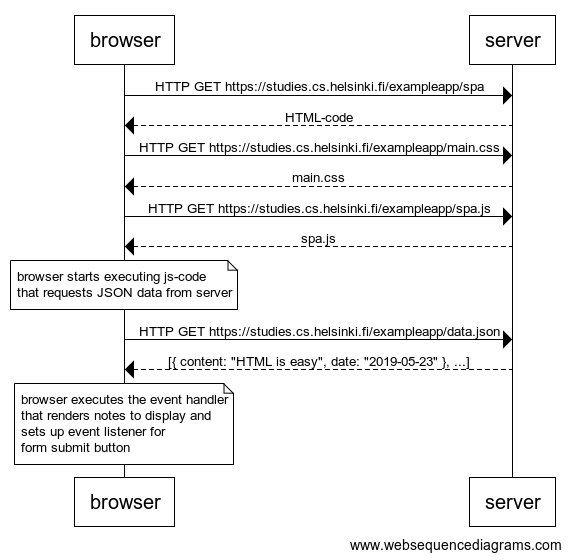 browser
server
HTTP GET https://studies.cs.helsinki.fi/exampleapp/spa
HTML-code
HTTP GET https://studies.cs.helsinki.fi/exampleapp/main.css
main.css
HTTP GET https://studies.cs.helsinki.fi/exampleapp/spa.js
spa.js
browser starts executing js-code
that requests JSON data from server
HTTP GET https://studies.cs.helsinki.fi/exampleapp/data.json
[{ content: "HTML is easy", date: "2019-05-23" }, ...]
browser executes the event handler
that renders notes to display and
sets up event listener for
form submit button
browser
server
www.websequencediagrams.com